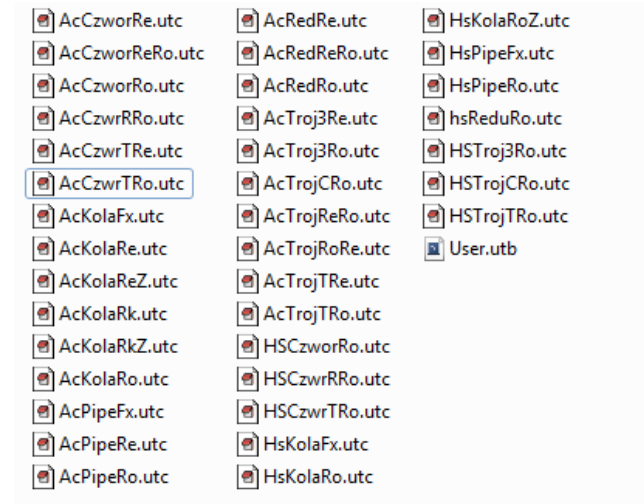 AcCzworRe.utc
AcCzworReRo.utc
AcCzworRo.utc
AcCzwrRRo.utc
AcCzwrTRe.utc
AcCzwrTRo.utc
AcKolaFx.utc
AcKolaRe.utc
AcKolaReZ.utc
AcKolaRk.utc
AcKolaRkZ.utc
AcKolaRo.utc
AcPipeFx.utc
AcPipeRe.utc
AcPipeRo.utc
AcRedRe.utc
AcRedReRo.utc
AcRedRo.utc
AcTroj3Re.utc
AcTroj3Ro.utc
AcTrojCRo.utc
AcTrojReRo.utc
AcTrojRoRe.utc
AcTrojTRe.utc
AcTrojTRo.utc
HSCzworRo.utc
HSCzwrRRo.utc
HSCzwrTRo.utc
HsKolaFx.utc
HsKolaRo.utc
HsKolaRoZ.utc
HsPipeFx.utc
HsPipeRo.utc
hsReduRo.utc
HSTroj3Ro.utc
HSTrojCRo.utc
HSTrojTRo.utc
User.utb